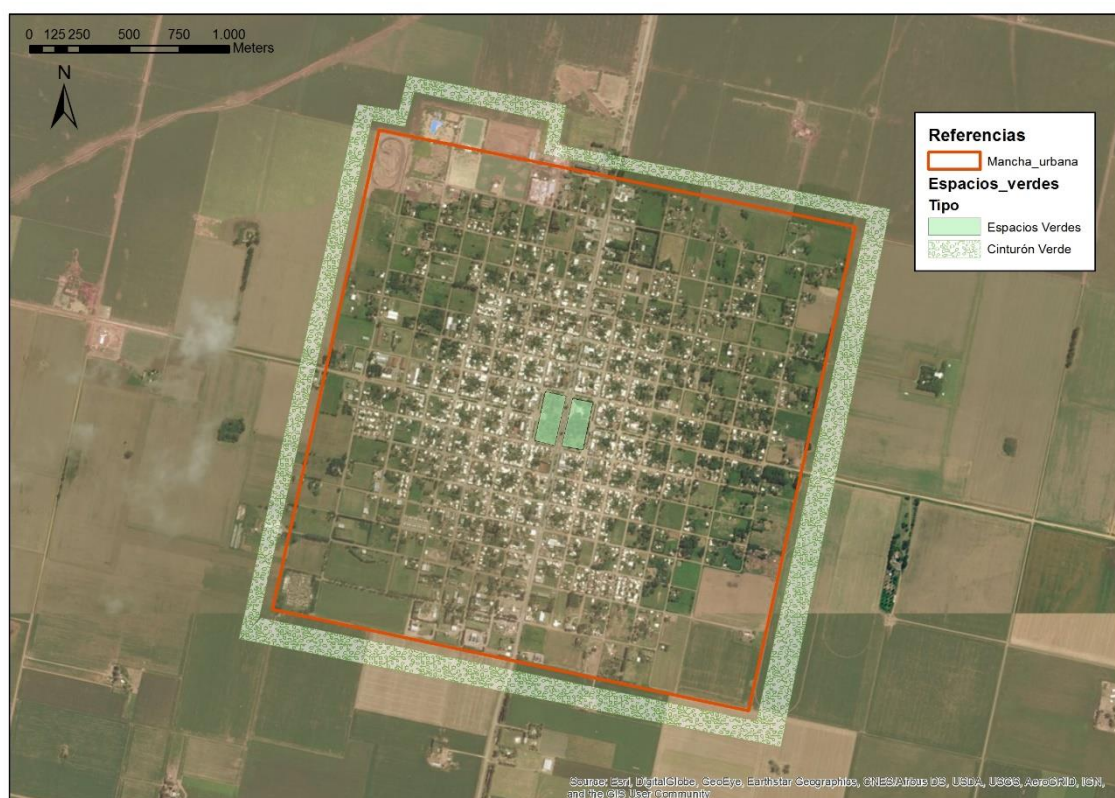 0 125 250 500 750 1.000
Meters
N
Referencias
Mancha_urbana
Espacios_verdes
Tipo
Espacios Verdes
Cinturón Verde
Source: Esri, DigitalGlobe, GeoEye, Earthstar Geographics, CNES/Airbus DS, USDA, USGS, AeroGRID, IGN,
and the GIS User Community